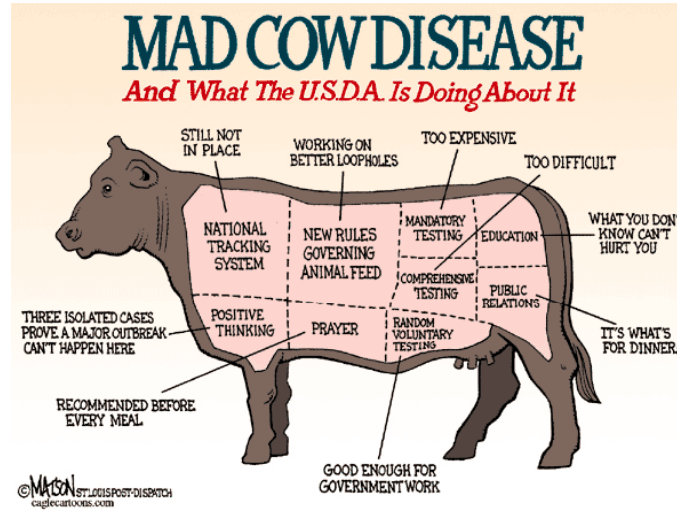 MAD COW DISEASE
And What The U.S.D.A. Is Doing About It
STILL NOT
IN PLACE
WORKING ON
BETTER LOOPHOLES
TOO EXPENSIVE
TOO DIFFICULT
NATIONAL
TRACKING
SYSTEM
NEW RULES
GOVERNING
ANIMAL FEED
MANDATORY
TESTING
EDUCATION
WHAT YOU DON'
KNOW CAN'T
HURT YOU
COMPREHENSIVE
TESTING
PUBLIC
RELATIONS
THREE ISOLATED CASES
PROVE A MAJOR OUTBREAK
CAN'T HAPPEN HERE
POSITIVE
THINKING
PRAYER
RANDOM
VOLUNTARY
TESTING
IT'S WHAT'S
FOR DINNER.
RECOMMENDED BEFORE
EVERY MEAL
GOOD ENOUGH FOR
GOVERNMENT WORK
©MATSON ST.LOUIS POST-DISPATCH
caglecartoons.com